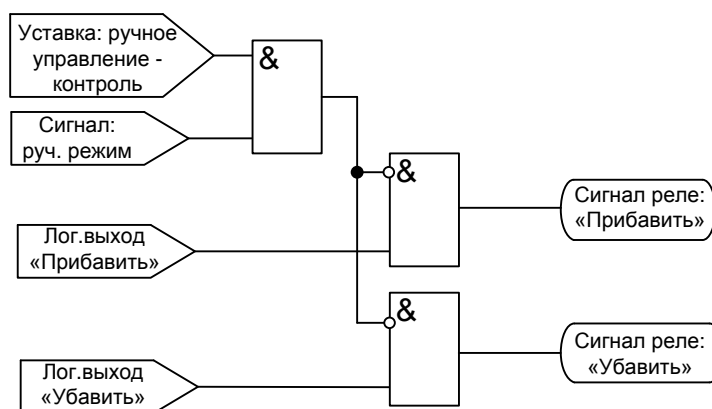 Уставка: ручное
управление -
контроль
&
Сигнал:
руч. режим
&
Сигнал реле:
«Прибавить»
Лог.выход
«Прибавить»
&
Сигнал реле:
«Убавить»
Лог.выход
«Убавить»